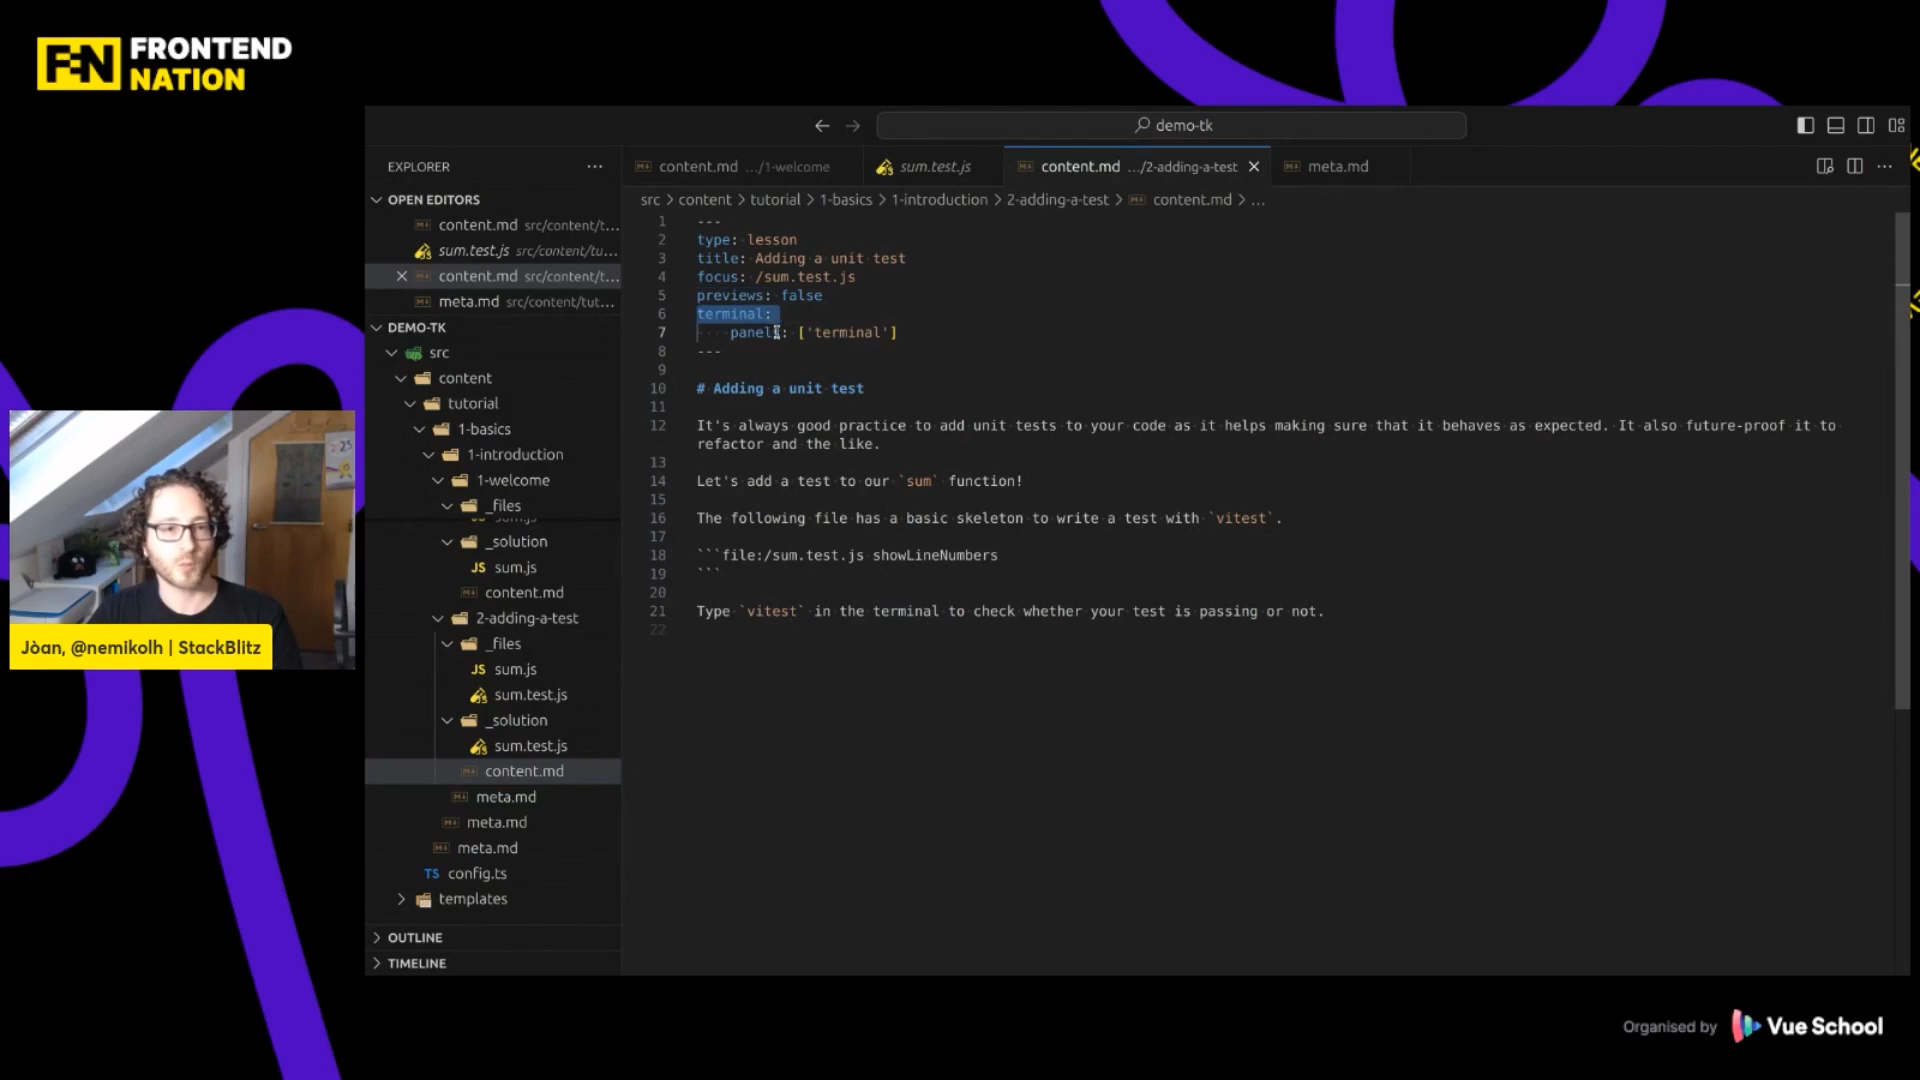 FEN FRONTEND
NATION
demo-tk
EXPLORER
content.md .../1-welcome
sum.test.js
content.md .../2-adding-a-test
meta.md
OPEN EDITORS
content.md src/content/t...
sum.test.js src/content/tu...
content.md src/content/t...
meta.md src/content/tut...
DEMO-TK
src
content
tutorial
1-basics
1-introduction
1-welcome
_files
_solution
JS sum.js
content.md
2-adding-a-test
_files
JS sum.js
sum.test.js
_solution
sum.test.js
content.md
meta.md
meta.md
meta.md
TS config.ts
templates
OUTLINE
TIMELINE
src > content > tutorial > 1-basics > 1-introduction > 2-adding-a-test > content.md > ...
1 ---
2 type: lesson
3 title: Adding a unit test
4 focus: /sum.test.js
5 previews: false
6 terminal:
7 panels: ['terminal']
8 ---
9
10 # Adding a unit test
11
12 It's always good practice to add unit tests to your code as it helps making sure that it behaves as expected. It also future-proof it to
refactor and the like.
13
14 Let's add a test to our `sum` function!
15
16 The following file has a basic skeleton to write a test with `vitest`.
17
18 ```file:/sum.test.js showLineNumbers
19 ```
20
21 Type `vitest` in the terminal to check whether your test is passing or not.
22
2023
Jòan, @nemikolh | StackBlitz
Organised by Vue School